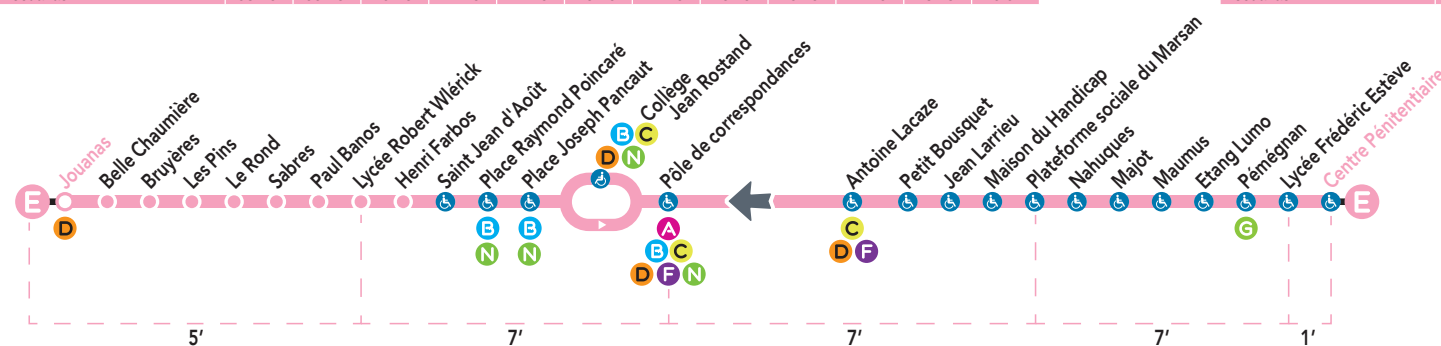 E
Jouanas
D
Belle Chaumière
Bruyères
Les Pins
Le Rond
Sabres
Paul Banos
Lycée Robert Wlérick
Henri Farbos
Saint Jean d'Août
Place Raymond Poincaré
B
N
Place Joseph Pancaut
B
N
Collège
Jean Rostand
B C
D N
Pôle de correspondances
A
B C
D F N
Antoine Lacaze
C
D F
Petit Bousquet
Jean Larrieu
Maison du Handicap
Plateforme sociale du Marsan
Nahuques
Majot
Maumus
Etang Lumo
Pémégnan
G
Lycée Frédéric Estève
Centre Pénitentiaire
E
5’
7’
7’
7’
1’